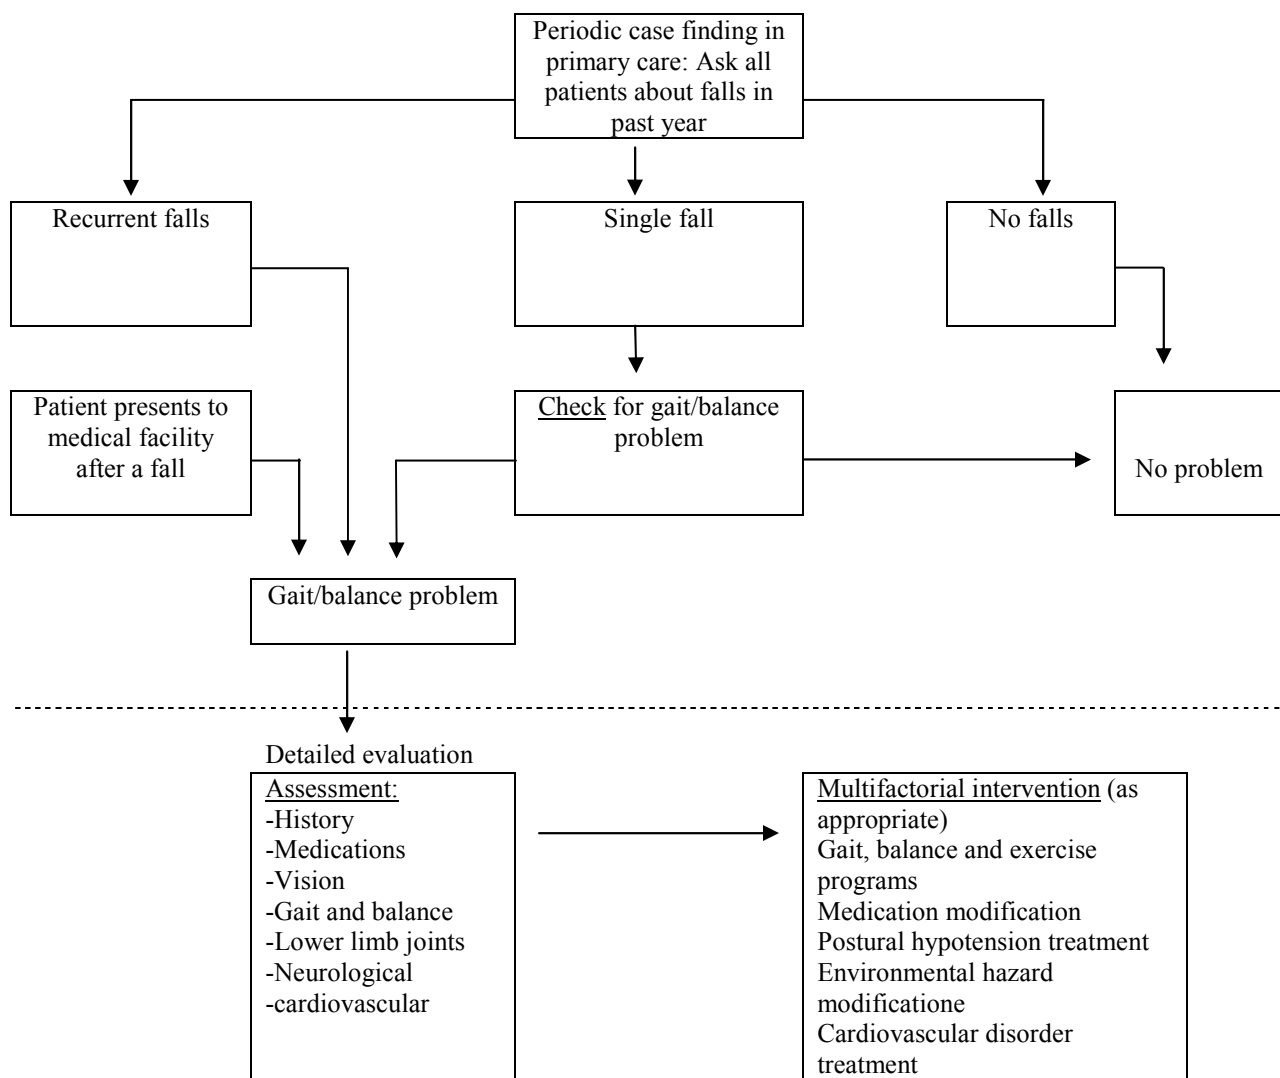 Periodic case finding in
primary care: Ask all
patients about falls in
past year
Recurrent falls
Single fall
No falls
Patient presents to
medical facility
after a fall
Check for gait/balance
problem
No problem
Gait/balance problem
Detailed evaluation
Assessment:
-History
-Medications
-Vision
-Gait and balance
-Lower limb joints
-Neurological
-cardiovascular
Multifactorial intervention (as
appropriate)
Gait, balance and exercise
programs
Medication modification
Postural hypotension treatment
Environmental hazard
modificatione
Cardiovascular disorder
treatment